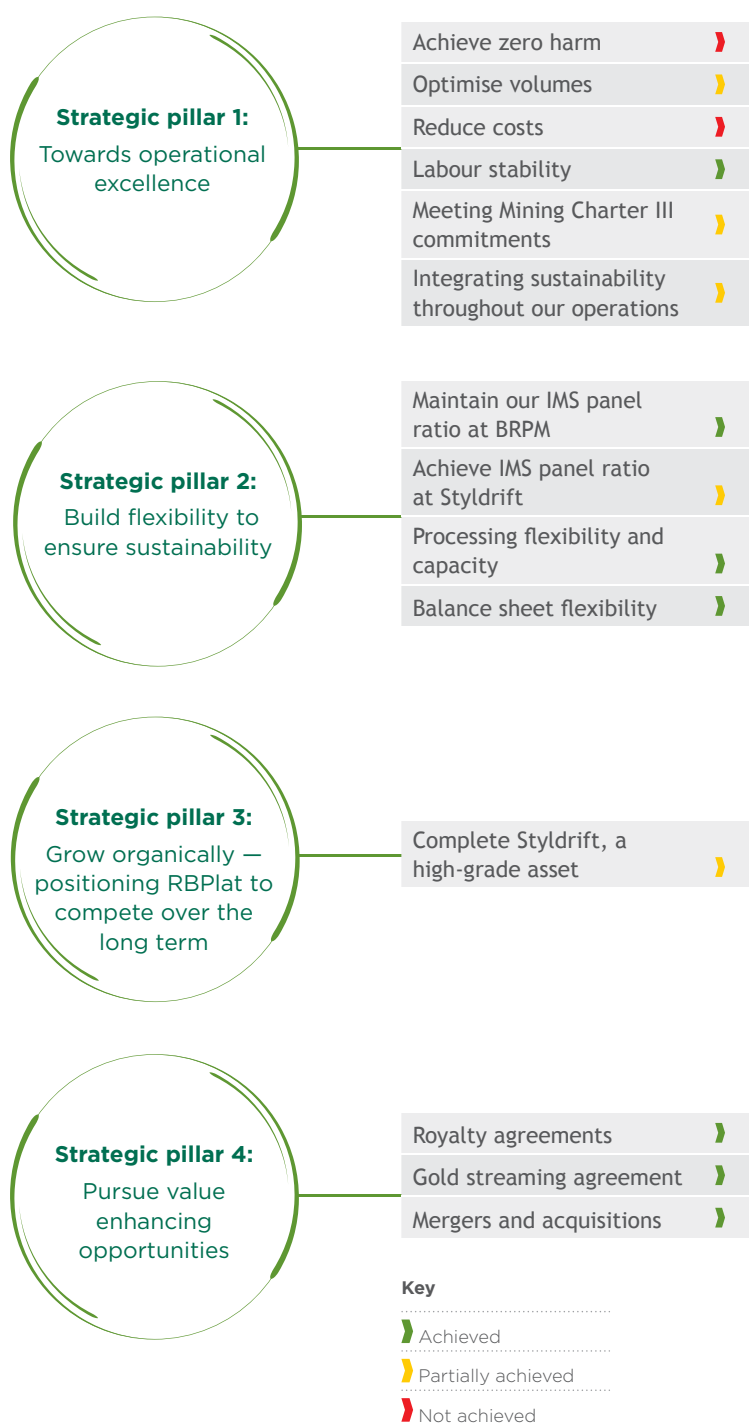 Strategic pillar 1:
Towards operational
excellence
Achieve zero harm
Optimise volumes
Reduce costs
Labour stability
Meeting Mining Charter III
commitments
Integrating sustainability
throughout our operations
Strategic pillar 2:
Build flexibility to
ensure sustainability
Maintain our IMS panel
ratio at BRPM
Achieve IMS panel ratio
at Styldrift
Processing flexibility and
capacity
Balance sheet flexibility
Strategic pillar 3:
Grow organically —
positioning RBPlat to
compete over the
long term
Complete Styldrift, a
high-grade asset
Strategic pillar 4:
Pursue value
enhancing
opportunities
Royalty agreements
Gold streaming agreement
Mergers and acquisitions
Key
Achieved
Partially achieved
Not achieved